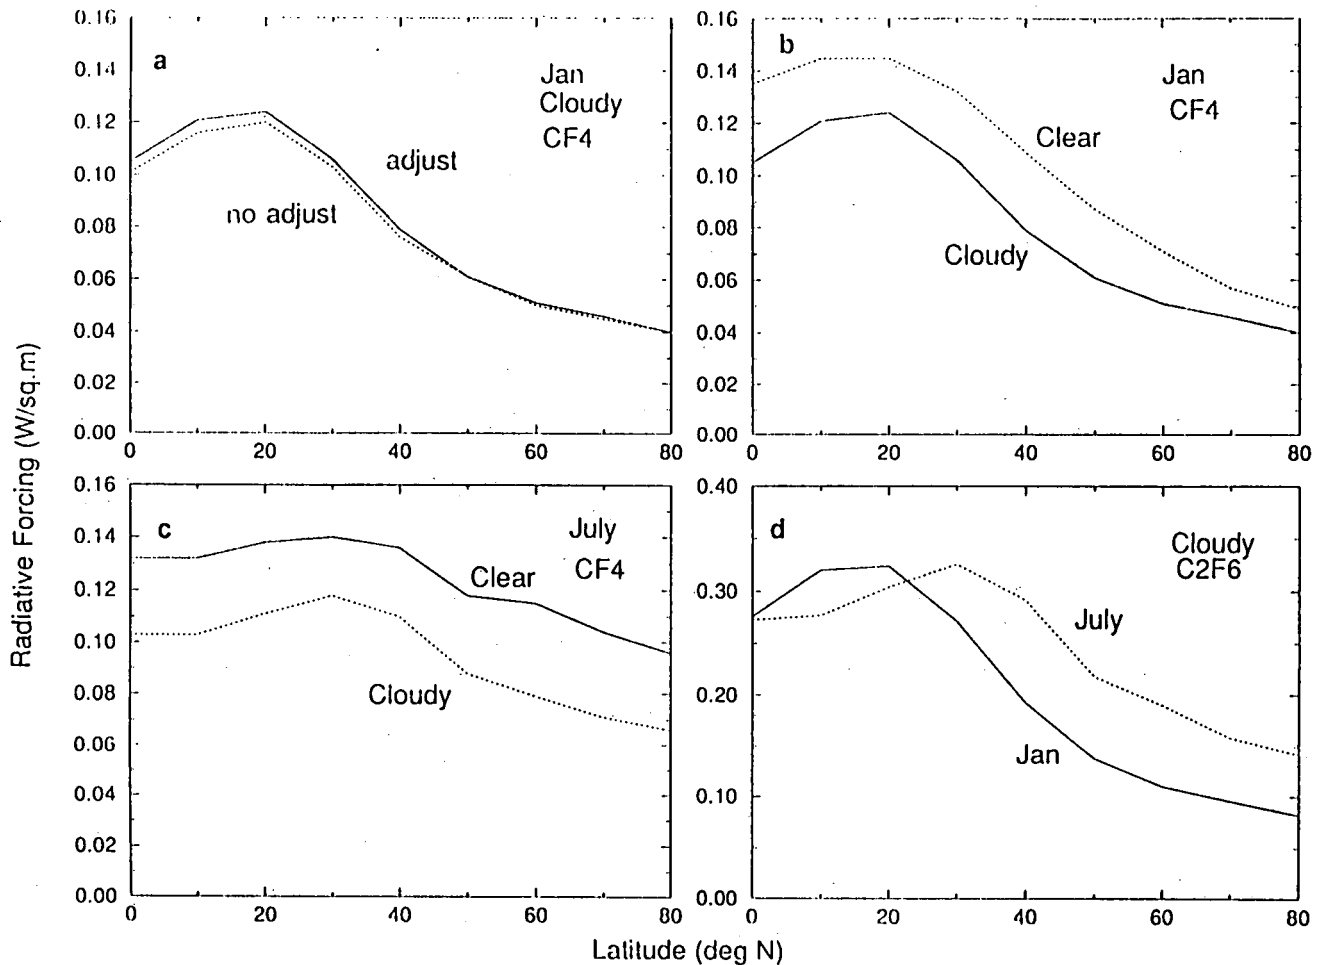 Radiative Forcing (W/sq.m)
a
Jan
Cloudy
CF4
adjust
no adjust
0.16
0.14
0.12
0.10
0.08
0.06
0.04
0.02
0.00
0 20 40 60 80
b
Jan
CF4
Clear
Cloudy
0.16
0.14
0.12
0.10
0.08
0.06
0.04
0.02
0.00
0 20 40 60 80
c
July
CF4
Clear
Cloudy
0.16
0.14
0.12
0.10
0.08
0.06
0.04
0.02
0.00
0 20 40 60 80
d
Cloudy
C2F6
July
Jan
0.40
0.30
0.20
0.10
0.00
0 20 40 60 80
Latitude (deg N)